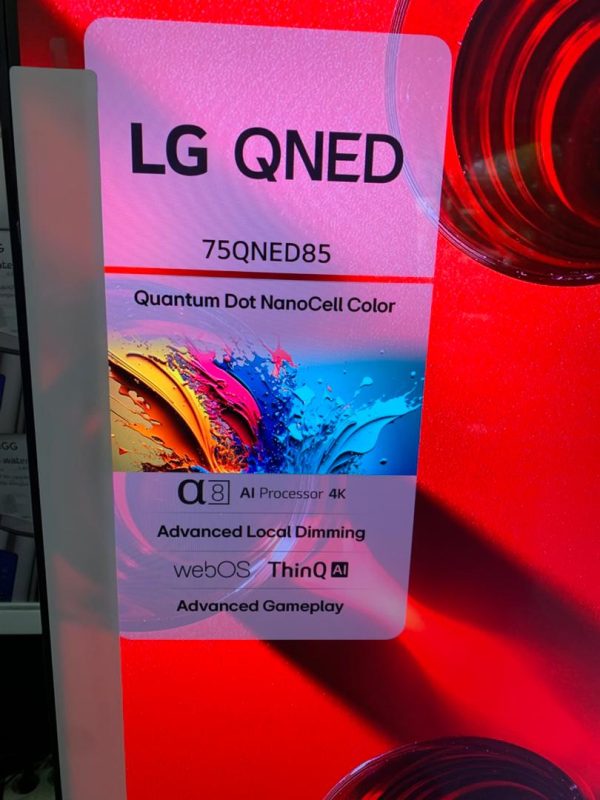 LG QNED
75QNED85
Quantum Dot NanoCell Color
α8 AI Processor 4K
Advanced Local Dimming
webOS ThinQ AI
Advanced Gameplay